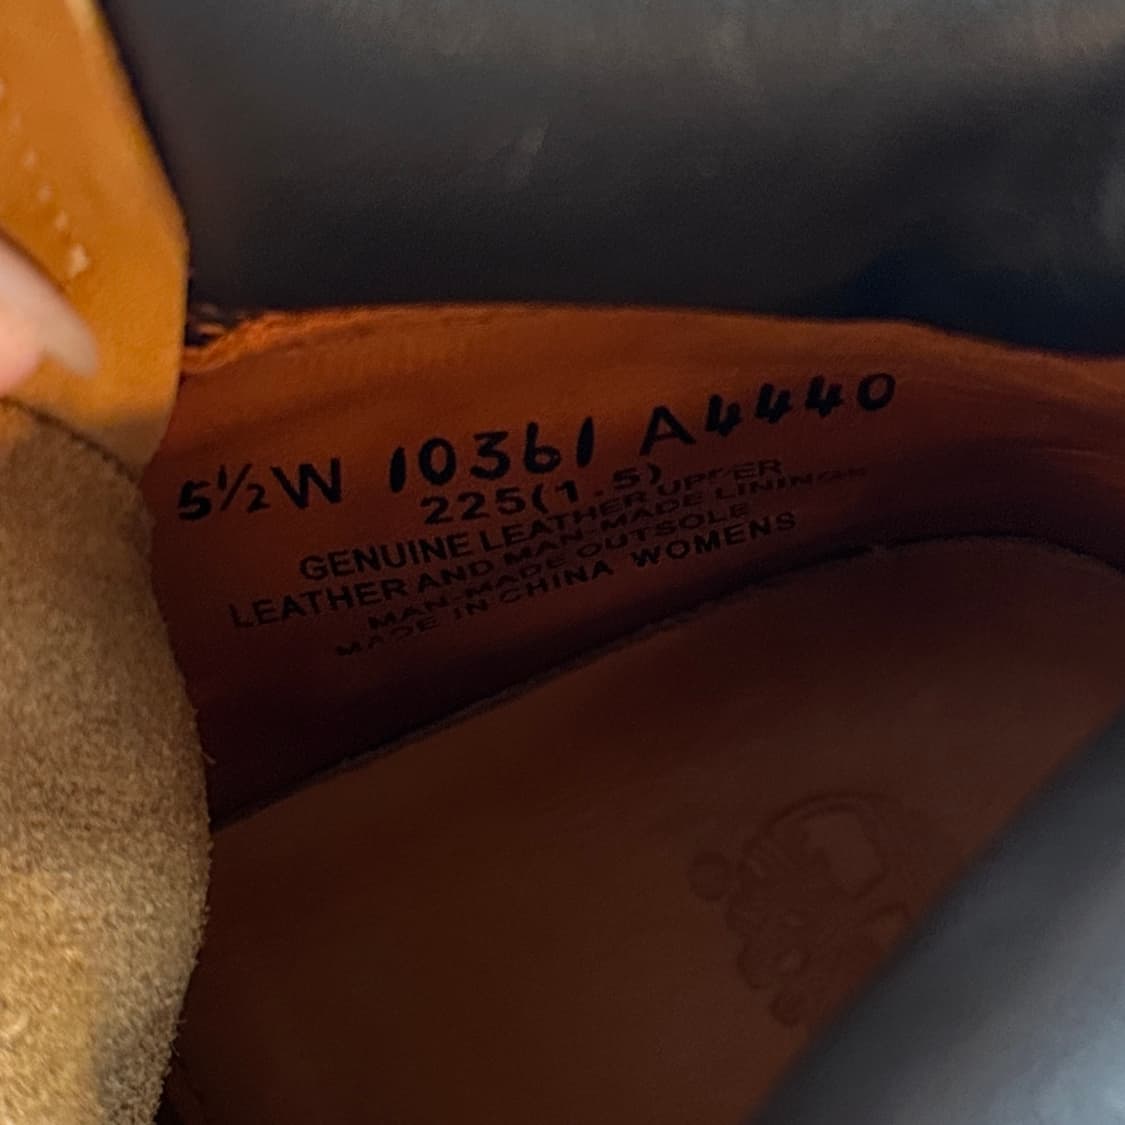 5½W 10361 A4440
225(1.5)
GENUINE LEATHER UPPER
LEATHER AND MAN-MADE LINING
MAN-MADE OUTSOLE
MADE IN CHINA WOMENS